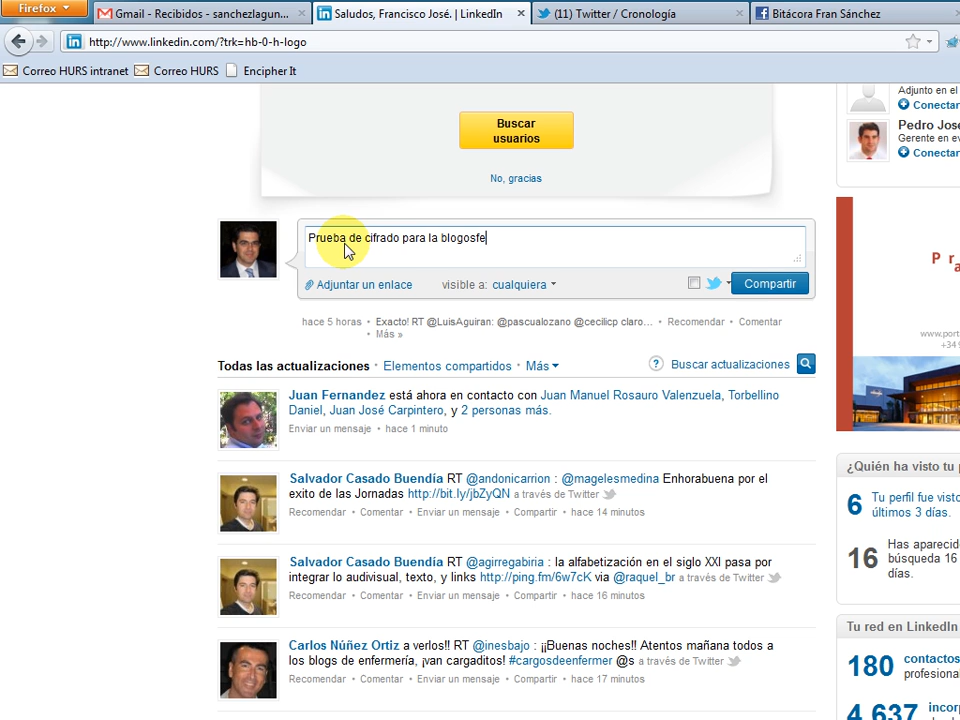 Firefox
Gmail - Recibidos - sanchezlagun...
Saludos, Francisco José. | LinkedIn
(11) Twitter / Cronología
Bitácora Fran Sánchez
http://www.linkedin.com/?trk=hb-0-h-logo
Correo HURS intranet
Correo HURS
Encipher It
Adjunto en el
Conectar
Buscar
usuarios
Pedro José
Gerente en ev
Conectar
No, gracias
Prueba de cifrado para la blogosfe
Adjuntar un enlace
visible a: cualquiera
Compartir
hace 5 horas • Exacto! RT @LuisAguiran: @pascualozano @cecilicp claro... • Recomendar • Comentar
• Más »
Todas las actualizaciones • Elementos compartidos • Más
? Buscar actualizaciones
Juan Fernandez está ahora en contacto con Juan Manuel Rosauro Valenzuela, Torbellino
Daniel, Juan José Carpintero, y 2 personas más.
Enviar un mensaje • hace 1 minuto
Salvador Casado Buendía RT @andonicarrion : @magelesmedina Enhorabuena por el
exito de las Jornadas http://bit.ly/jbZyQN a través de Twitter
Recomendar • Comentar • Enviar un mensaje • Compartir • hace 14 minutos
Salvador Casado Buendía RT @agirregabiria : la alfabetización en el siglo XXI pasa por
integrar lo audivisual, texto, y links http://ping.fm/6w7cK via @raquel_br a través de Twitter
Recomendar • Comentar • Enviar un mensaje • Compartir • hace 16 minutos
Carlos Núñez Ortiz a verlos!! RT @inesbajo : ¡¡Buenas noches!! Atentos mañana todos a
los blogs de enfermería, ¡van cargaditos! #cargosdeenfermer @s a través de Twitter
Recomendar • Comentar • Enviar un mensaje • Compartir • hace 17 minutos
www.port
+34 9
¿Quién ha visto tu p
6 Tu perfil fue visto
últimos 3 días.
16 Has aparecido
búsqueda 16
días.
Tu red en LinkedIn
180 contactos
profesional
4.637 incorp